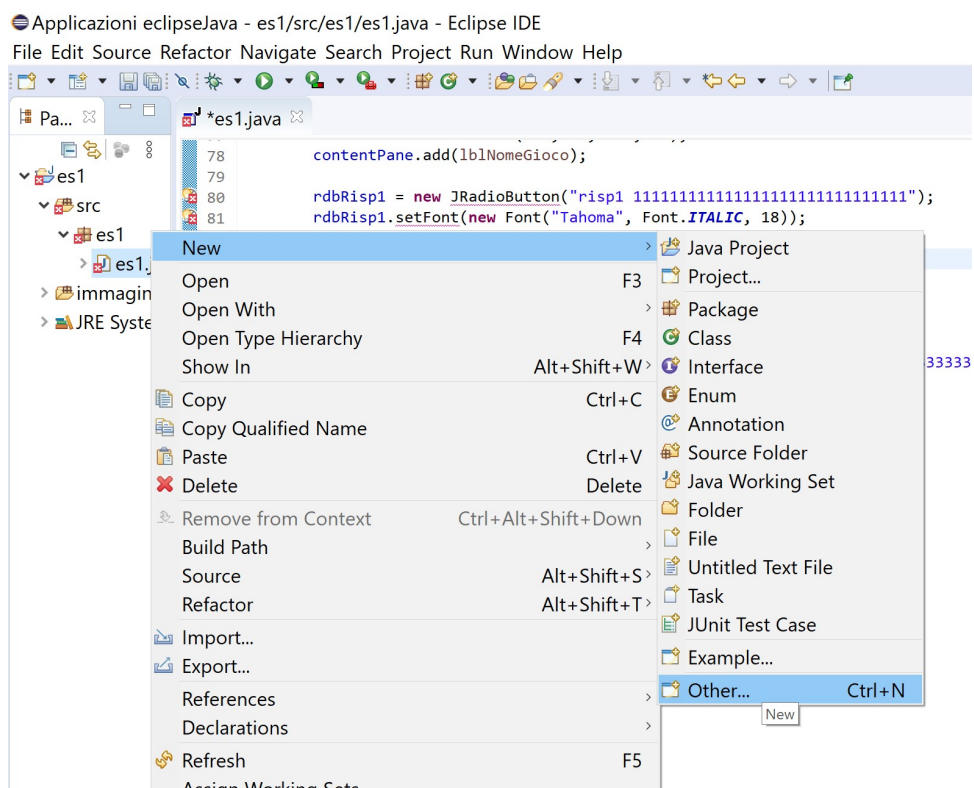 Applicazioni eclipseJava - es1/src/es1/es1.java - Eclipse IDE
File Edit Source Refactor Navigate Search Project Run Window Help
Pa...
*es1.java
78 contentPane.add(lblNomeGioco);
79
80 rdbRisp1 = new JRadioButton("risp1 11111111111111111111111111111");
81 rdbRisp1.setFont(new Font("Tahoma", Font.ITALIC, 18));
es1
src
es1
es1.j
immagin
JRE Syste
33333
New
Open F3
Open With
Open Type Hierarchy F4
Show In Alt+Shift+W
Copy Ctrl+C
Copy Qualified Name
Paste Ctrl+V
Delete Delete
Remove from Context Ctrl+Alt+Shift+Down
Build Path
Source Alt+Shift+S
Refactor Alt+Shift+T
Import...
Export...
References
Declarations
Refresh F5
Assign Working Sets
Java Project
Project...
Package
Class
Interface
Enum
Annotation
Source Folder
Java Working Set
Folder
File
Untitled Text File
Task
JUnit Test Case
Example...
Other... Ctrl+N
New